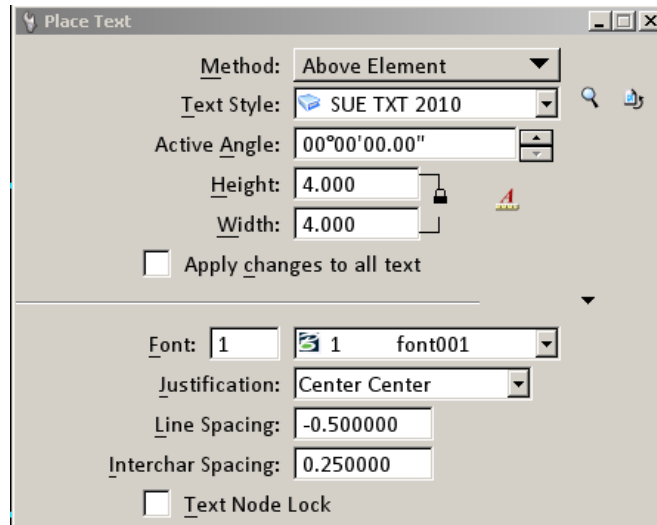 Place Text
Method: Above Element
Text Style: SUE TXT 2010
Active Angle: 00°00'00.00"
Height: 4.000
Width: 4.000
Apply changes to all text
Font: 1 1 font001
Justification: Center Center
Line Spacing: -0.500000
Interchar Spacing: 0.250000
Text Node Lock